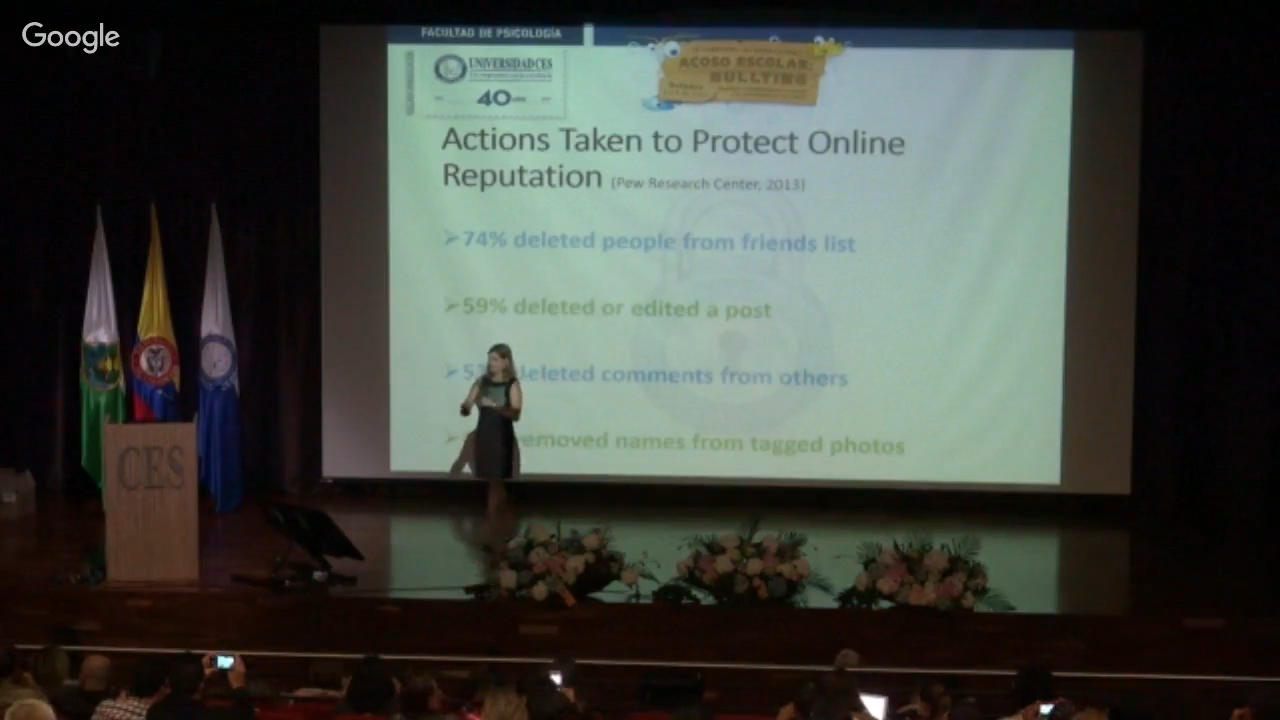 Google
FACULTAD DE PSICOLOGÍA
UNIVERSIDAD CES
40
ACOSO ESCOLAR:
BULLYING
Actions Taken to Protect Online
Reputation (Pew Research Center, 2013)
➢74% deleted people from friends list
➢59% deleted or edited a post
➢ deleted comments from others
➢ removed names from tagged photos
CES